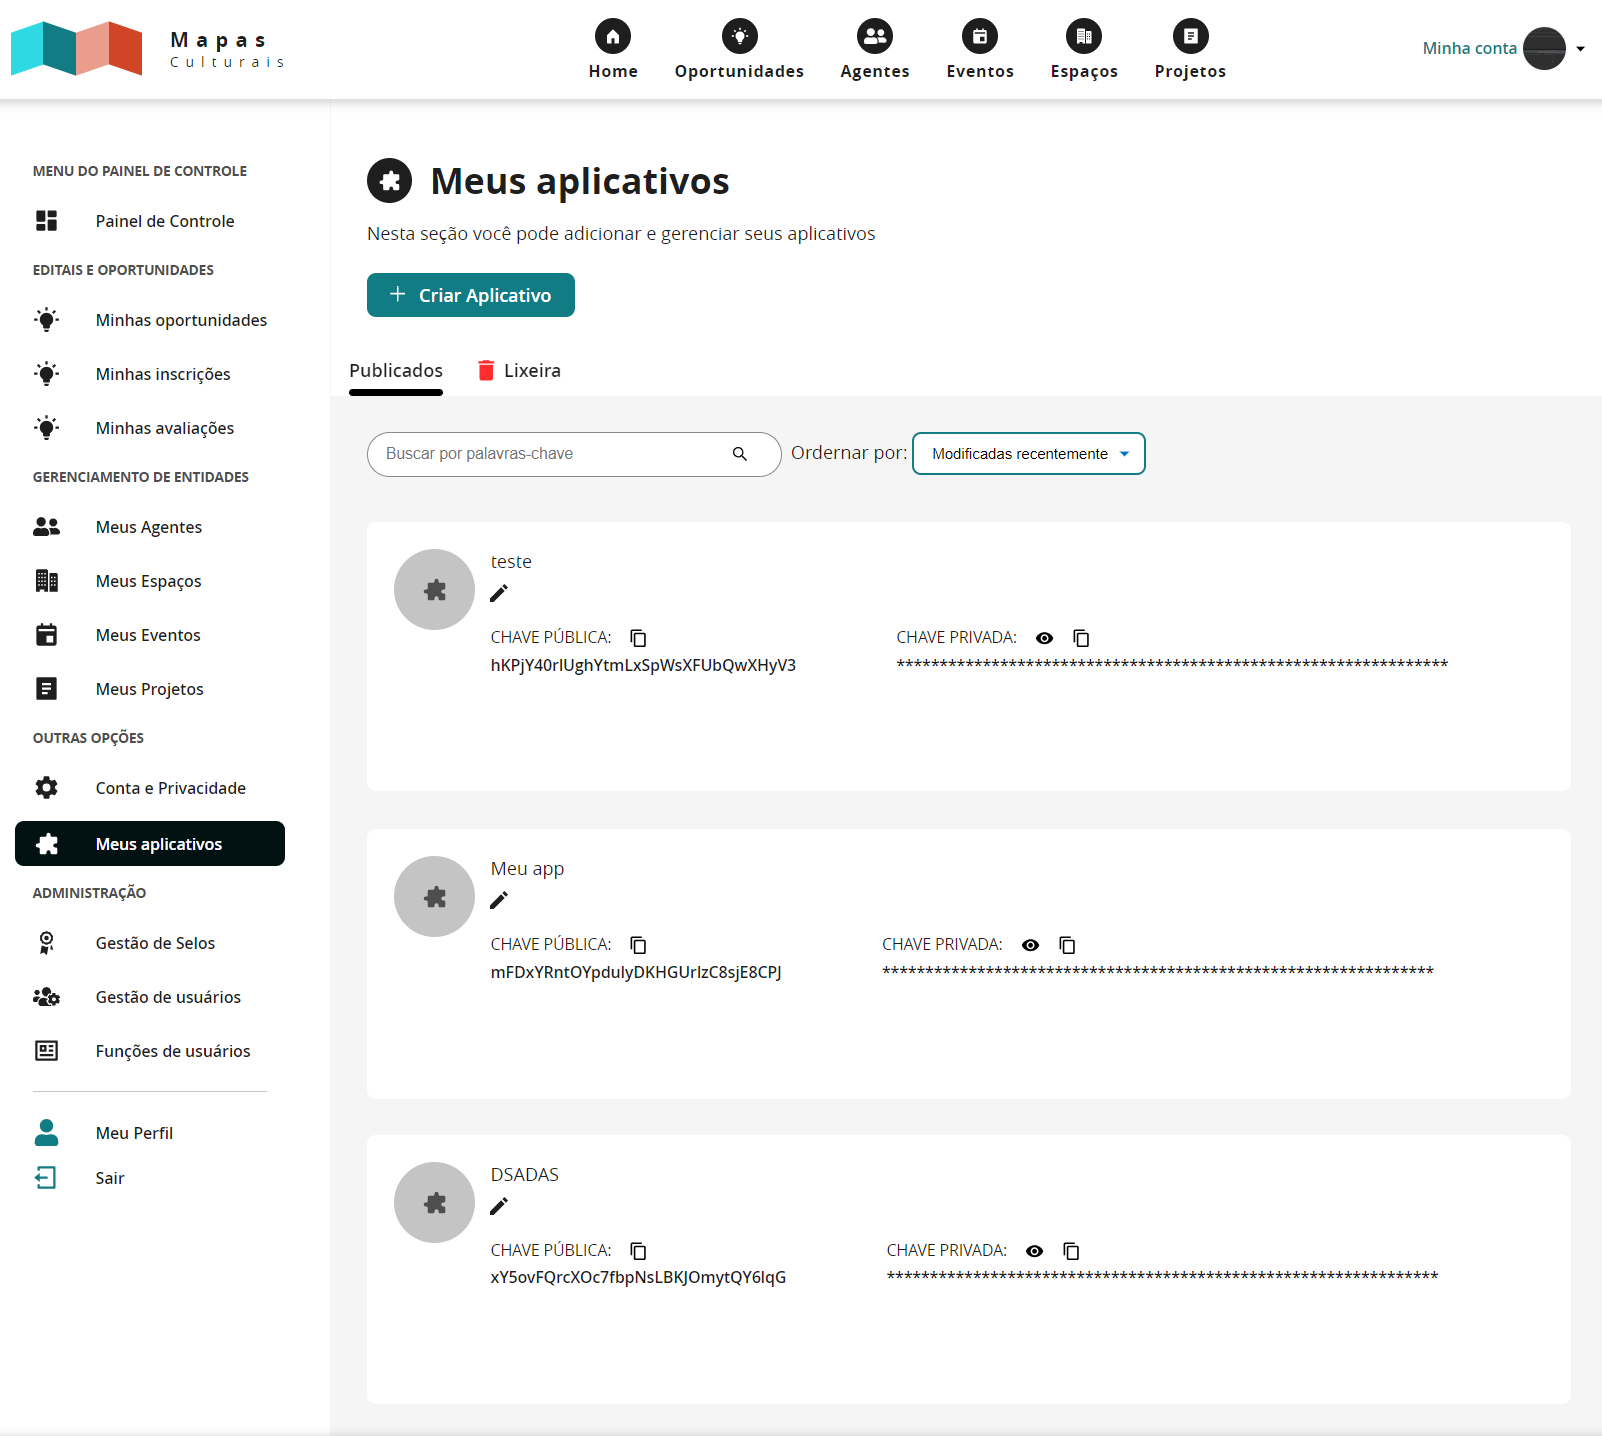 Mapas
Culturais
Home
Oportunidades
Agentes
Eventos
Espaços
Projetos
Minha conta
MENU DO PAINEL DE CONTROLE
Painel de Controle
EDITAIS E OPORTUNIDADES
Minhas oportunidades
Minhas inscrições
Minhas avaliações
GERENCIAMENTO DE ENTIDADES
Meus Agentes
Meus Espaços
Meus Eventos
Meus Projetos
OUTRAS OPÇÕES
Conta e Privacidade
Meus aplicativos
ADMINISTRAÇÃO
Gestão de Selos
Gestão de usuários
Funções de usuários
Meu Perfil
Sair
Meus aplicativos
Nesta seção você pode adicionar e gerenciar seus aplicativos
Criar Aplicativo
Publicados
Lixeira
Buscar por palavras-chave
Ordernar por:
Modificadas recentemente
teste
CHAVE PÚBLICA:
hKPjY40rlUghYtmLxSpWsXFUbQwXHyV3
CHAVE PRIVADA:
****************************************************************
Meu app
CHAVE PÚBLICA:
mFDxYRntOYpdulyDKHGUrlzC8sjE8CPJ
CHAVE PRIVADA:
****************************************************************
DSADAS
CHAVE PÚBLICA:
xY5ovFQrcXOc7fbpNsLBKJOmytQY6lqG
CHAVE PRIVADA:
****************************************************************